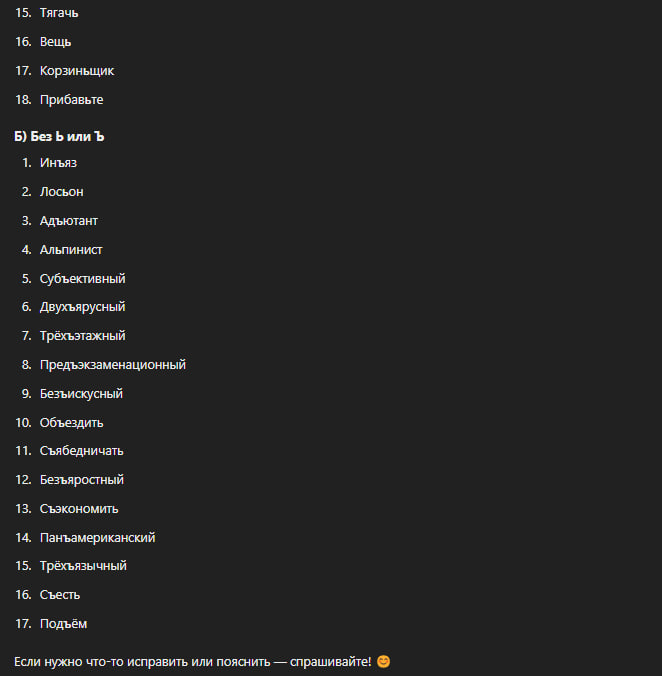 15. Тягачь
16. Вещь
17. Корзиньщик
18. Прибавьте
Б) Без Ь или Ъ
1. Инъяз
2. Лосьон
3. Адъютант
4. Альпинист
5. Субъективный
6. Двухъярусный
7. Трёхъэтажный
8. Предъэкзаменационный
9. Безъискусный
10. Объездить
11. Съябедничать
12. Безъяростный
13. Съэкономить
14. Панъамериканский
15. Трёхъязычный
16. Съесть
17. Подъём
Если нужно что-то исправить или пояснить — спрашивайте! 😊